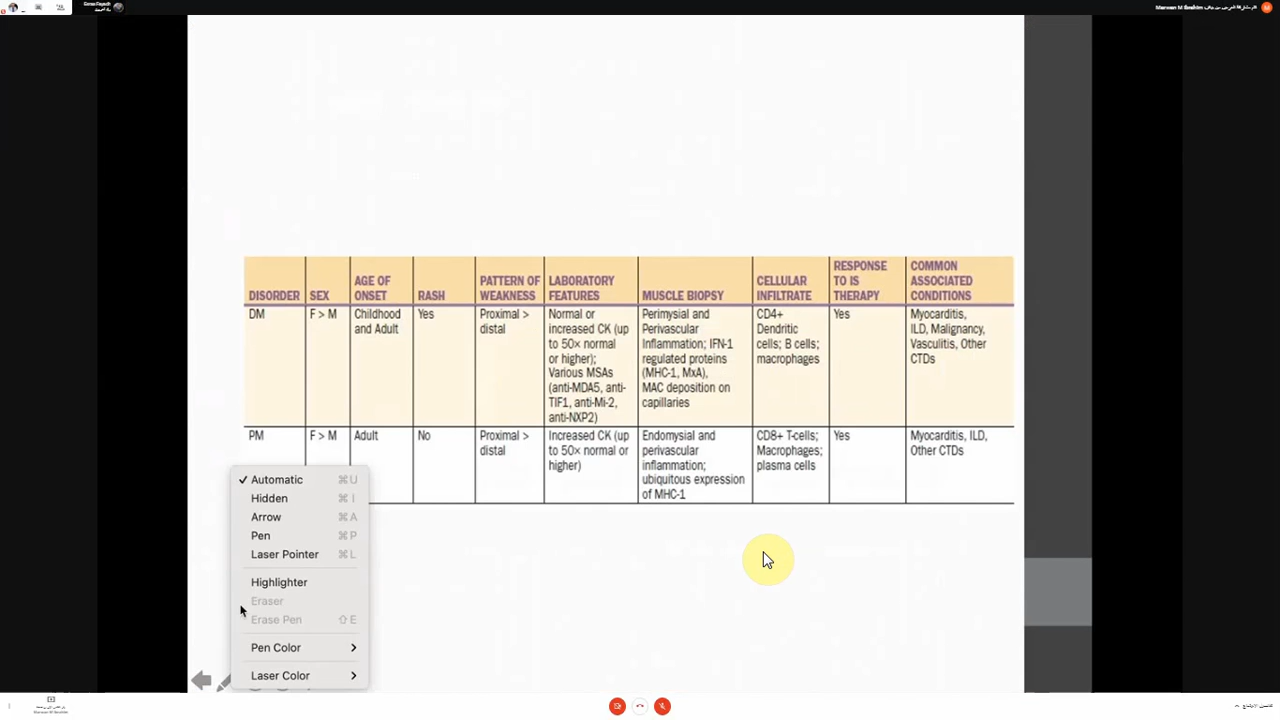 Goran Fayadh
Marwan M Ibrahim
DISORDER
SEX
AGE OF
ONSET
RASH
PATTERN OF
WEAKNESS
LABORATORY
FEATURES
MUSCLE BIOPSY
CELLULAR
INFILTRATE
RESPONSE
TO IS
THERAPY
COMMON
ASSOCIATED
CONDITIONS
DM
F > M
Childhood
and Adult
Yes
Proximal >
distal
Normal or
increased CK (up
to 50× normal
or higher);
Various MSAs
(anti-MDA5, anti-
TIF1, anti-Mi-2,
anti-NXP2)
Perimysial and
Perivascular
Inflammation; IFN-1
regulated proteins
(MHC-1, MxA),
MAC deposition on
capillaries
CD4+
Dendritic
cells; B cells;
macrophages
Yes
Myocarditis,
ILD, Malignancy,
Vasculitis, Other
CTDs
PM
F > M
Adult
No
Proximal >
distal
Increased CK (up
to 50× normal or
higher)
Endomysial and
perivascular
inflammation;
ubiquitous expression
of MHC-1
CD8+ T-cells;
Macrophages;
plasma cells
Yes
Myocarditis, ILD,
Other CTDs
✓ Automatic ⌘U
Hidden ⌘I
Arrow ⌘A
Pen ⌘P
Laser Pointer ⌘L
Highlighter
Eraser
Erase Pen ⇧E
Pen Color
Laser Color
Marwan M Ibrahim